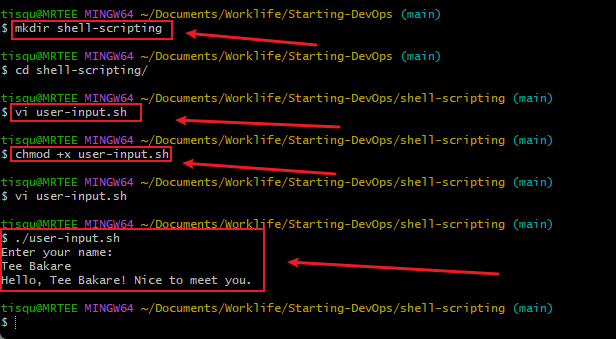 tisqu@MRTEE MINGW64 ~/Documents/Worklife/Starting-DevOps (main)
$ mkdir shell-scripting
tisqu@MRTEE MINGW64 ~/Documents/Worklife/Starting-DevOps (main)
$ cd shell-scripting/
tisqu@MRTEE MINGW64 ~/Documents/Worklife/Starting-DevOps/shell-scripting (main)
$ vi user-input.sh
tisqu@MRTEE MINGW64 ~/Documents/Worklife/Starting-DevOps/shell-scripting (main)
$ chmod +x user-input.sh
tisqu@MRTEE MINGW64 ~/Documents/Worklife/Starting-DevOps/shell-scripting (main)
$ vi user-input.sh
tisqu@MRTEE MINGW64 ~/Documents/Worklife/Starting-DevOps/shell-scripting (main)
$ ./user-input.sh
Enter your name:
Tee Bakare
Hello, Tee Bakare! Nice to meet you.
tisqu@MRTEE MINGW64 ~/Documents/Worklife/Starting-DevOps/shell-scripting (main)
$